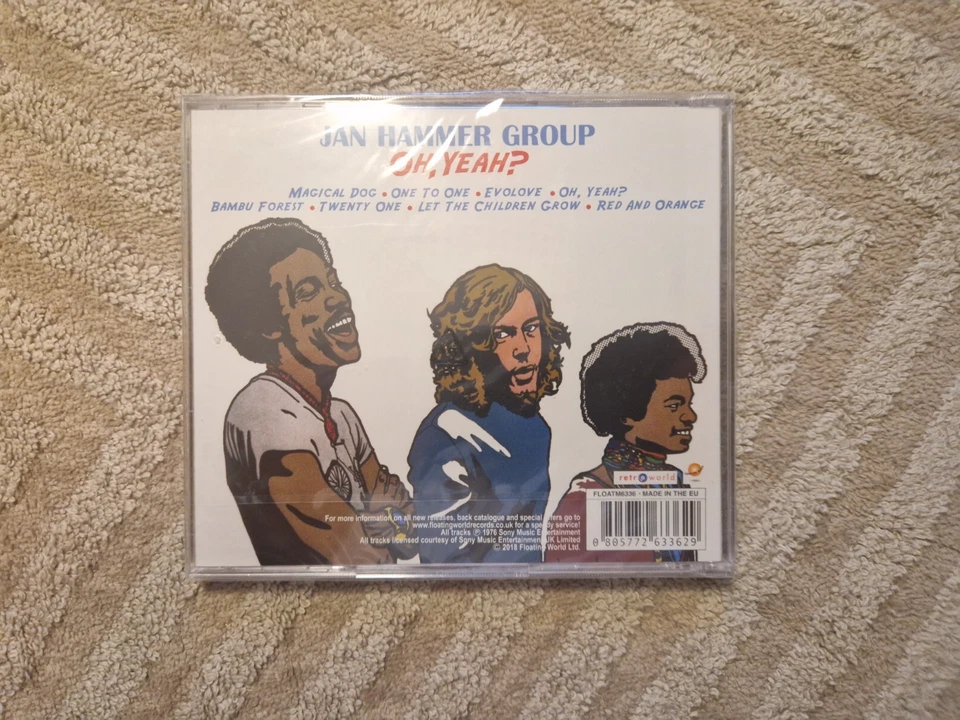 JAN HAMMER GROUP
OH, YEAH?
MAGICAL DOG • ONE TO ONE • EVOLOVE • OH, YEAH?
BAMBU FOREST • TWENTY ONE • LET THE CHILDREN GROW • RED AND ORANGE
retroworld
FLOATM6336 - MADE IN THE EU
For more information on all new releases, back catalogue and special offers go to
www.floatingworldrecords.co.uk for a speedy service!
All tracks ℗ 1976 Sony Music Entertainment
All tracks licensed courtesy of Sony Music Entertainment UK Limited
© 2018 Floating World Ltd.
0 805772 633629